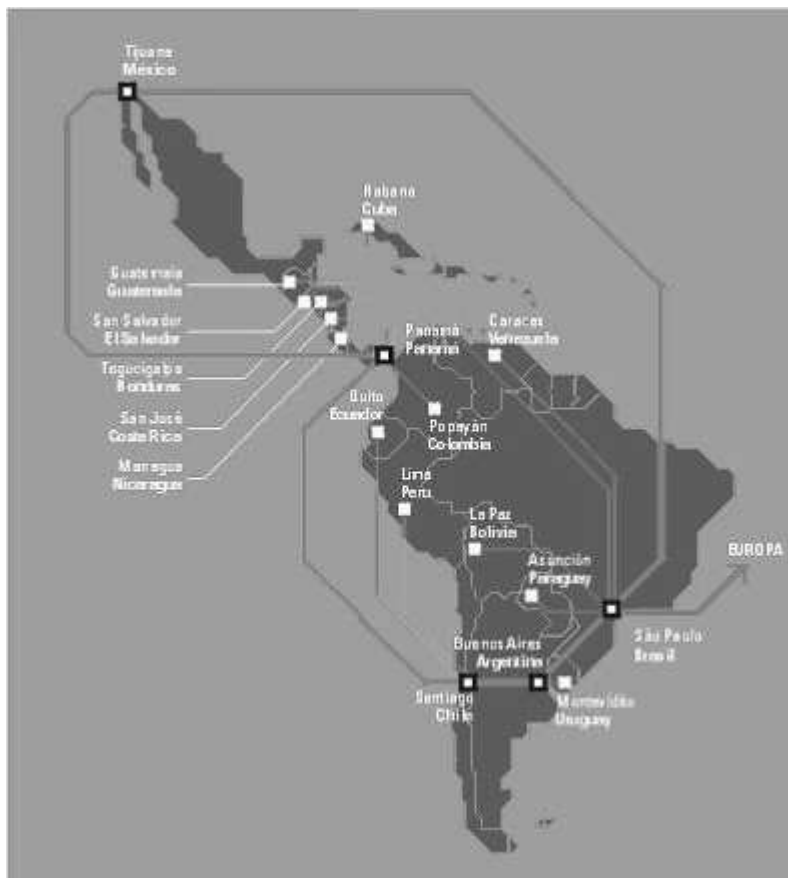 Tijuana
México
Habana
Cuba
Guatemala
Guatemala
San Salvador
El Salvador
Tegucigalpa
Honduras
San José
Costa Rica
Managua
Nicaragua
Panamá
Panamá
Caracas
Venezuela
Quito
Ecuador
Popayán
Colombia
Lima
Peru
La Paz
Bolivia
Asunción
Paraguay
EUROPA
São Paulo
Brasil
Buenos Aires
Argentina
Santiago
Chile
Montevidéo
Uruguay